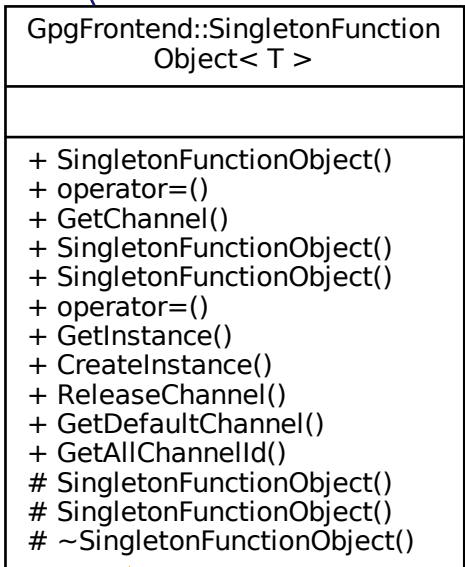 GpgFrontend::SingletonFunction
Object< T >
+ SingletonFunctionObject()
+ operator=()
+ GetChannel()
+ SingletonFunctionObject()
+ SingletonFunctionObject()
+ operator=()
+ GetInstance()
+ CreateInstance()
+ ReleaseChannel()
+ GetDefaultChannel()
+ GetAllChannelId()
# SingletonFunctionObject()
# SingletonFunctionObject()
# ~SingletonFunctionObject()